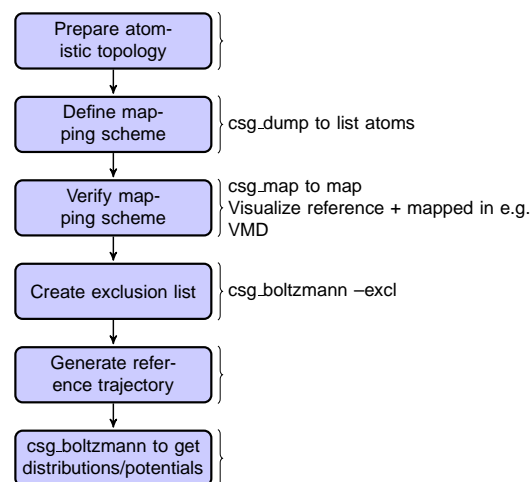 Prepare atom-
istic topology
Define map-
ping scheme
csg_dump to list atoms
Verify map-
ping scheme
csg_map to map
Visualize reference + mapped in e.g.
VMD
Create exclusion list
csg_boltzmann –excl
Generate refer-
ence trajectory
csg_boltzmann to get
distributions/potentials